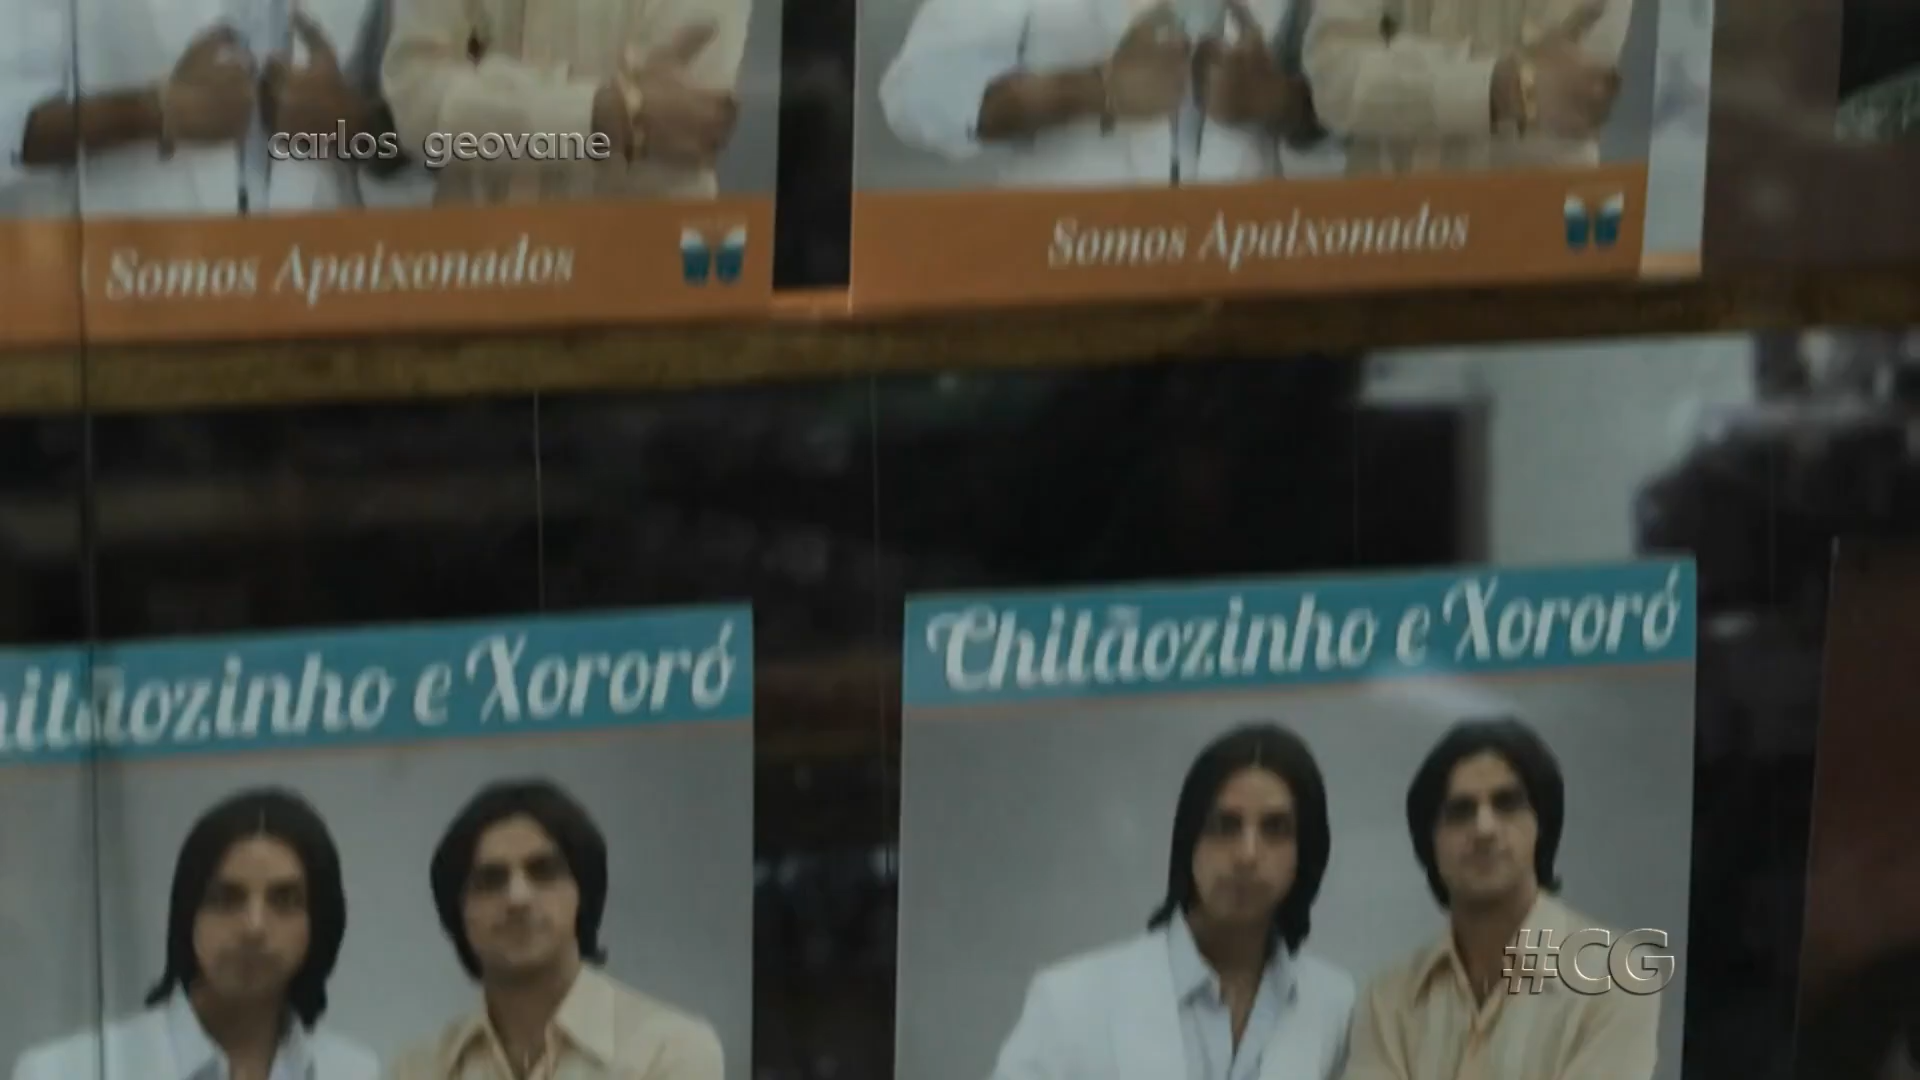 carlos geovane
Somos Apaixonados
Somos Apaixonados
Chitãozinho e Xororó
hitãozinho e Xororó
#CG